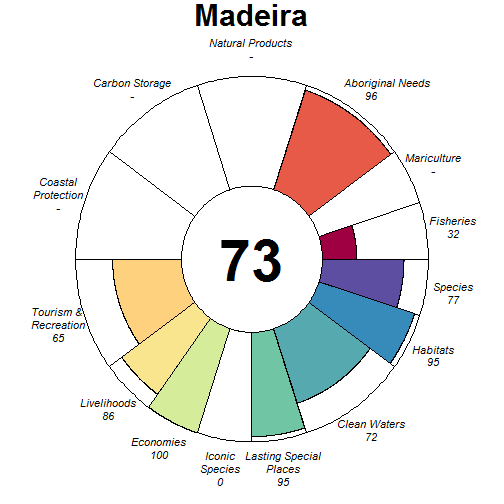 Madeira
Natural Products
-
Carbon Storage
-
Aboriginal Needs
96
Mariculture
-
Coastal
Protection
-
Fisheries
32
73
Species
77
Tourism &
Recreation
65
Habitats
95
Livelihoods
86
Clean Waters
72
Economies
100
Iconic
Species
0
Lasting Special
Places
95